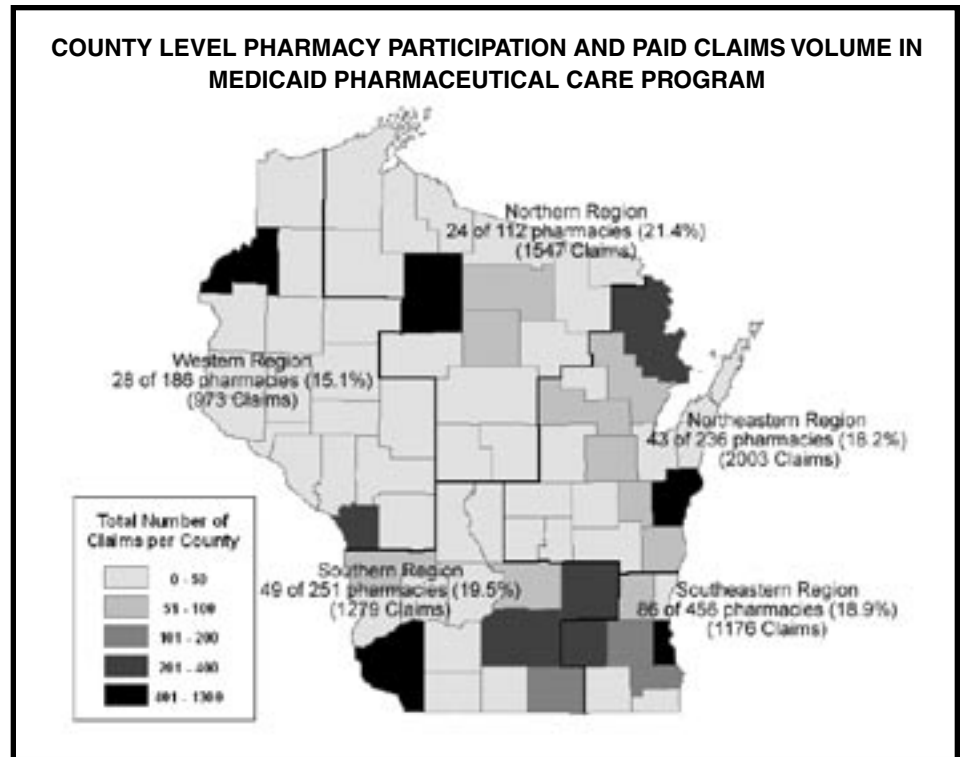 COUNTY LEVEL PHARMACY PARTICIPATION AND PAID CLAIMS VOLUME IN
MEDICAID PHARMACEUTICAL CARE PROGRAM
Northern Region
24 of 112 pharmacies (21.4%)
(1547 Claims)
Western Region
28 of 186 pharmacies (15.1%)
(973 Claims)
Northeastern Region
43 of 236 pharmacies (18.2%)
(2003 Claims)
Total Number of
Claims per County
0 - 50
51 - 100
101 - 200
201 - 400
401 - 1300
Southern Region
49 of 251 pharmacies (19.5%)
(1279 Claims)
Southeastern Region
86 of 456 pharmacies (18.9%)
(1176 Claims)